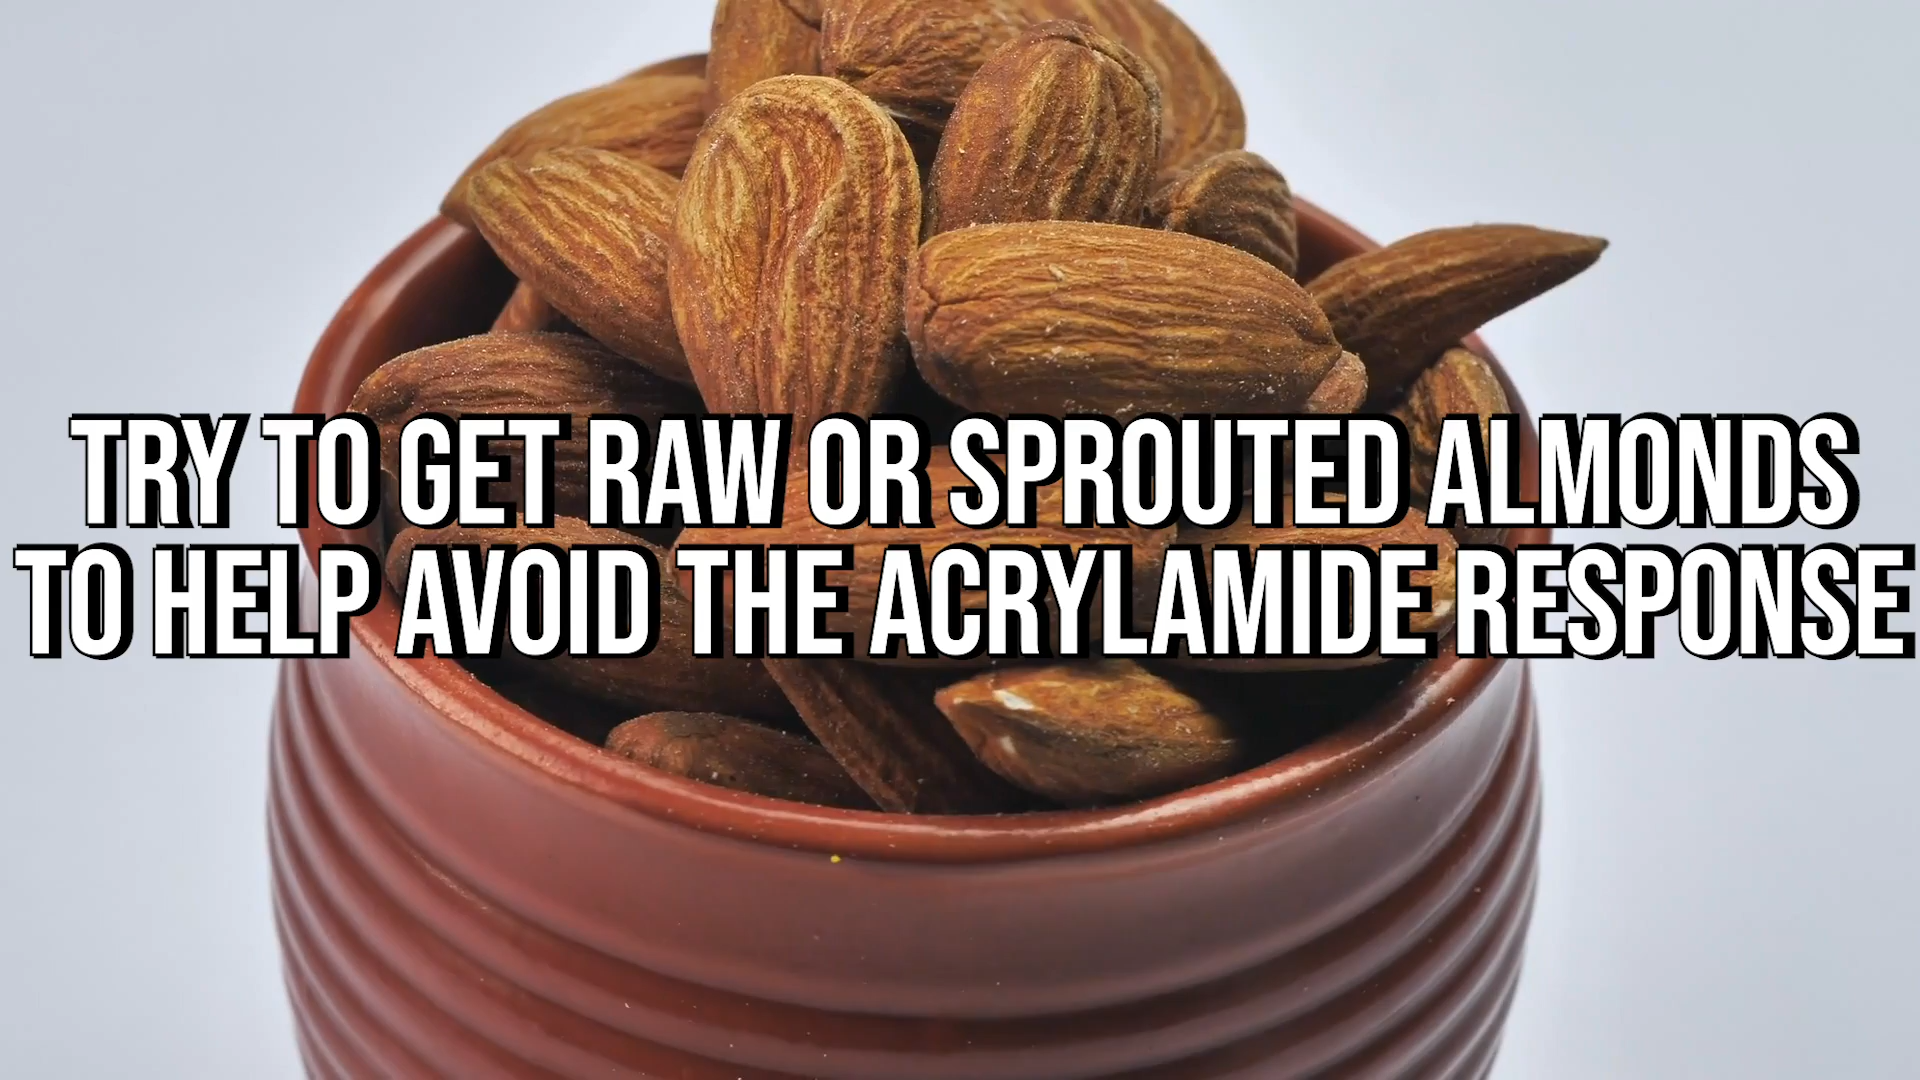 TRY TO GET RAW OR SPROUTED ALMONDS
TO HELP AVOID THE ACRYLAMIDE RESPONSE